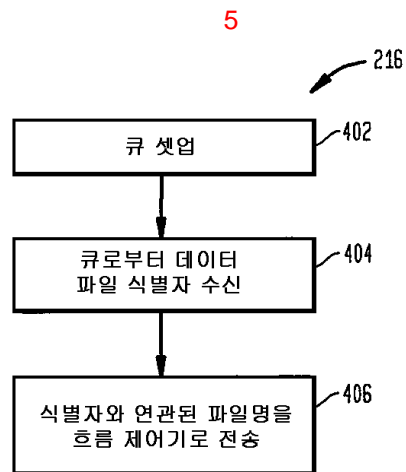 5
216
큐 셋업
402
큐로부터 데이터
파일 식별자 수신
404
식별자와 연관된 파일명을
흐름 제어기로 전송
406